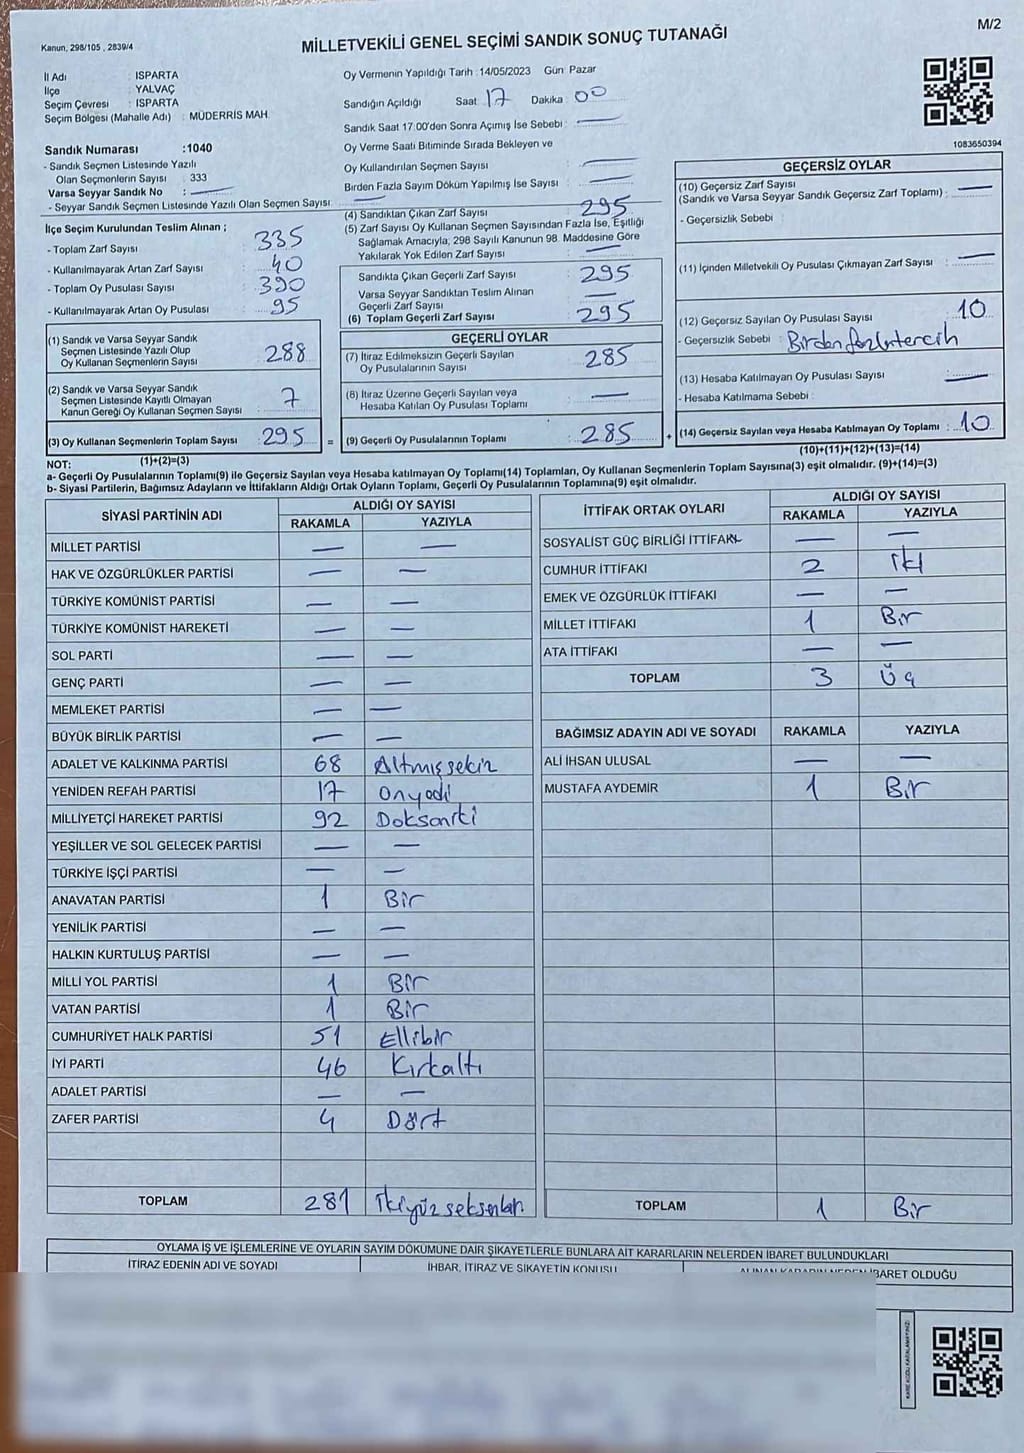 M/2
Kanun, 298/105 , 2839/4
MİLLETVEKİLİ GENEL SEÇİMİ SANDIK SONUÇ TUTANAĞI
İl Adı : ISPARTA
İlçe : YALVAÇ
Seçim Çevresi : ISPARTA
Seçim Bölgesi (Mahalle Adı) : MÜDERRİS MAH.
Sandık Numarası :1040
- Sandık Seçmen Listesinde Yazılı
Olan Seçmenlerin Sayısı : 333
Varsa Seyyar Sandık No : —
- Seyyar Sandık Seçmen Listesinde Yazılı Olan Seçmen Sayısı : —
Oy Vermenin Yapıldığı Tarih :14/05/2023 Gün Pazar
Sandığın Açıldığı Saat 17 Dakika 00
Sandık Saat 17:00'den Sonra Açımış İse Sebebi : —
Oy Verme Saati Bitiminde Sırada Bekleyen ve
Oy Kullandırılan Seçmen Sayısı : —
Birden Fazla Sayım Döküm Yapılmış İse Sayısı : —
1083650394
İlçe Seçim Kurulundan Teslim Alınan ;
- Toplam Zarf Sayısı : 335
- Kullanılmayarak Artan Zarf Sayısı : 40
- Toplam Oy Pusulası Sayısı : 390
- Kullanılmayarak Artan Oy Pusulası : 95
(1) Sandık ve Varsa Seyyar Sandık
Seçmen Listesinde Yazılı Olup
Oy Kullanan Seçmenlerin Sayısı : 288
(2) Sandık ve Varsa Seyyar Sandık
Seçmen Listesinde Kayıtlı Olmayan
Kanun Gereği Oy Kullanan Seçmen Sayısı : 7
(3) Oy Kullanan Seçmenlerin Toplam Sayısı : 295 =
(1)+(2)=(3)
(4) Sandıktan Çıkan Zarf Sayısı : 295
(5) Zarf Sayısı Oy Kullanan Seçmen Sayısından Fazla İse, Eşitliği
Sağlamak Amacıyla, 298 Sayılı Kanunun 98. Maddesine Göre
Yakılarak Yok Edilen Zarf Sayısı : —
Sandıkta Çıkan Geçerli Zarf Sayısı : 295
Varsa Seyyar Sandıktan Teslim Alınan
Geçerli Zarf Sayısı : —
(6) Toplam Geçerli Zarf Sayısı : 295
GEÇERLİ OYLAR
(7) İtiraz Edilmeksizin Geçerli Sayılan
Oy Pusulalarının Sayısı : 285
(8) İtiraz Üzerine Geçerli Sayılan veya
Hesaba Katılan Oy Pusulası Toplamı : —
(9) Geçerli Oy Pusulalarının Toplamı : 285 +
GEÇERSİZ OYLAR
(10) Geçersiz Zarf Sayısı
(Sandık ve Varsa Seyyar Sandık Geçersiz Zarf Toplamı) : —
- Geçersizlik Sebebi :
(11) İçinden Milletvekili Oy Pusulası Çıkmayan Zarf Sayısı : —
(12) Geçersiz Sayılan Oy Pusulası Sayısı : 10
- Geçersizlik Sebebi : Birden fazla tercih
(13) Hesaba Katılmayan Oy Pusulası Sayısı : —
- Hesaba Katılmama Sebebi :
(14) Geçersiz Sayılan veya Hesaba Katılmayan Oy Toplamı : 10
(10)+(11)+(12)+(13)=(14)
NOT:
a- Geçerli Oy Pusulalarının Toplamı(9) ile Geçersiz Sayılan veya Hesaba katılmayan Oy Toplamı(14) Toplamları, Oy Kullanan Seçmenlerin Toplam Sayısına(3) eşit olmalıdır. (9)+(14)=(3)
b- Siyasi Partilerin, Bağımsız Adayların ve İttifakların Aldığı Ortak Oyların Toplamı, Geçerli Oy Pusulalarının Toplamına(9) eşit olmalıdır.
SİYASİ PARTİNİN ADI ALDIĞI OY SAYISI
RAKAMLA YAZIYLA
MİLLET PARTİSİ — —
HAK VE ÖZGÜRLÜKLER PARTİSİ — —
TÜRKİYE KOMÜNİST PARTİSİ — —
TÜRKİYE KOMÜNİST HAREKETİ — —
SOL PARTİ — —
GENÇ PARTİ — —
MEMLEKET PARTİSİ — —
BÜYÜK BİRLİK PARTİSİ — —
ADALET VE KALKINMA PARTİSİ 68 Altmışsekiz
YENİDEN REFAH PARTİSİ 17 Onyedi
MİLLİYETÇİ HAREKET PARTİSİ 92 Doksaniki
YEŞİLLER VE SOL GELECEK PARTİSİ — —
TÜRKİYE İŞÇİ PARTİSİ — —
ANAVATAN PARTİSİ 1 Bir
YENİLİK PARTİSİ — —
HALKIN KURTULUŞ PARTİSİ — —
MİLLİ YOL PARTİSİ 1 Bir
VATAN PARTİSİ 1 Bir
CUMHURİYET HALK PARTİSİ 51 Ellibir
İYİ PARTİ 46 Kırkaltı
ADALET PARTİSİ — —
ZAFER PARTİSİ 4 Dört
TOPLAM 281 İkiyüzseksenbir
İTTİFAK ORTAK OYLARI ALDIĞI OY SAYISI
RAKAMLA YAZIYLA
SOSYALİST GÜÇ BİRLİĞİ İTTİFAKI — —
CUMHUR İTTİFAKI 2 İki
EMEK VE ÖZGÜRLÜK İTTİFAKI — —
MİLLET İTTİFAKI 1 Bir
ATA İTTİFAKI — —
TOPLAM 3 Üç
BAĞIMSIZ ADAYIN ADI VE SOYADI RAKAMLA YAZIYLA
ALİ İHSAN ULUSAL — —
MUSTAFA AYDEMİR 1 Bir
TOPLAM 1 Bir
OYLAMA İŞ VE İŞLEMLERİNE VE OYLARIN SAYIM DÖKÜMÜNE DAİR ŞİKAYETLERLE BUNLARA AİT KARARLARIN NELERDEN İBARET BULUNDUKLARI
İTİRAZ EDENİN ADI VE SOYADI İHBAR, İTİRAZ VE ŞİKAYETİN KONUSU ALINAN KARARIN NEDEN İBARET OLDUĞU
KARE KODU KARALAMAYINIZ!